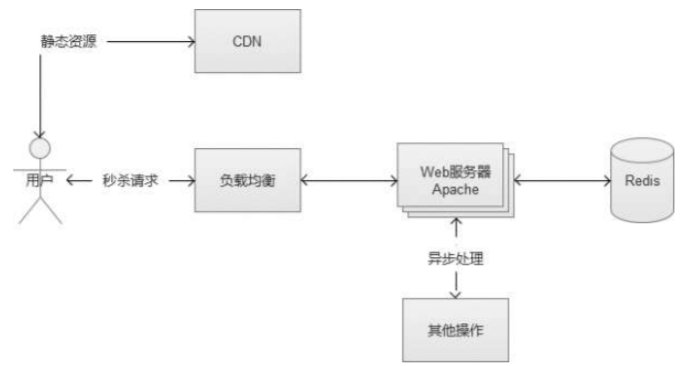 静态资源
CDN
用户
秒杀请求
负载均衡
Web服务器
Apache
Redis
异步处理
其他操作